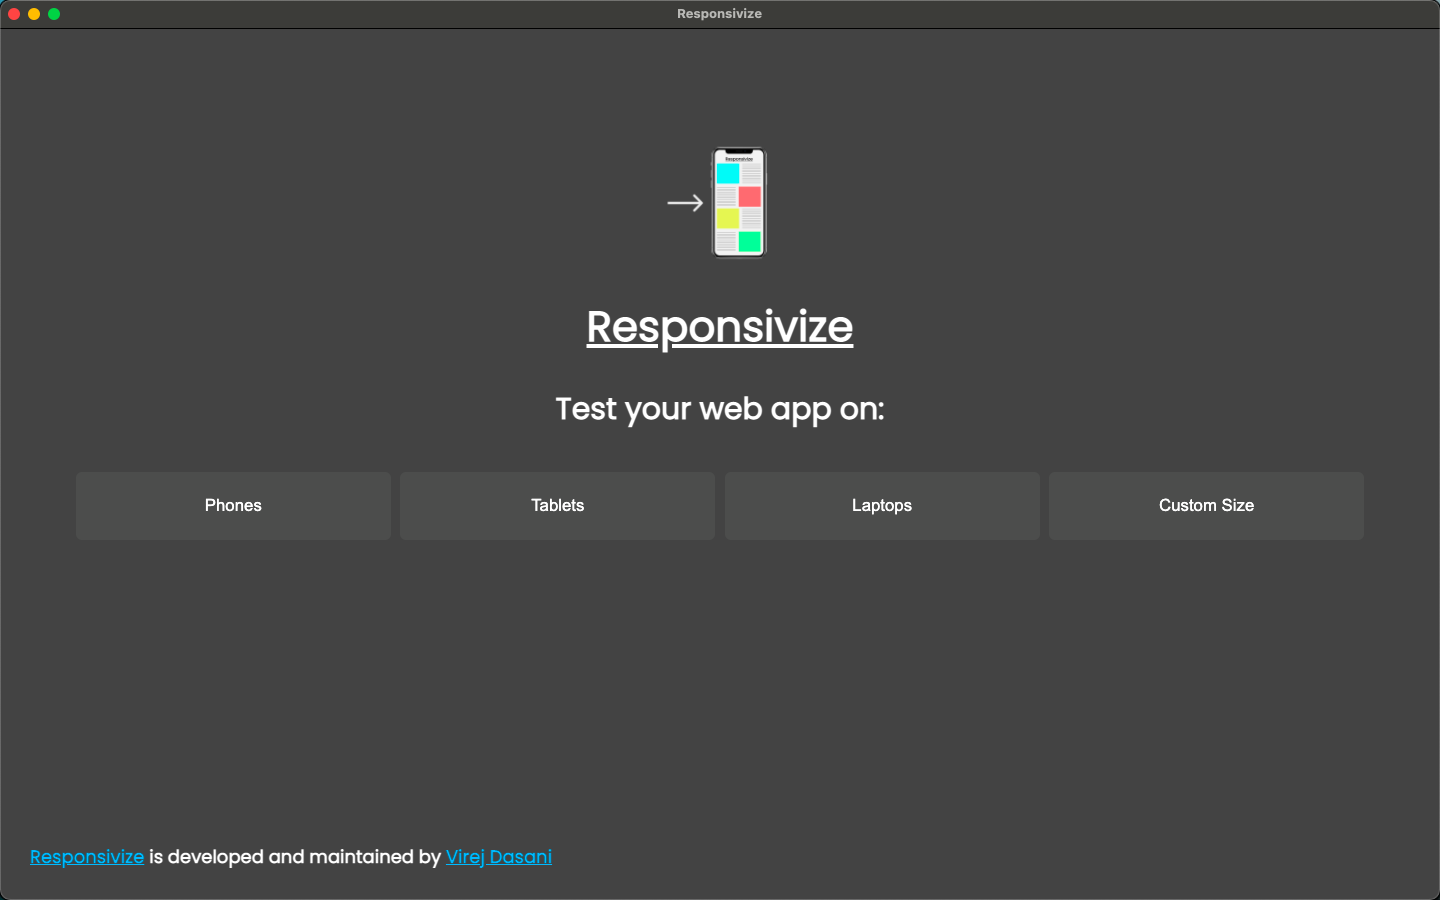 Responsivize
Responsivize
Responsivize
Test your web app on:
Phones
Tablets
Laptops
Custom Size
Responsivize is developed and maintained by Virej Dasani